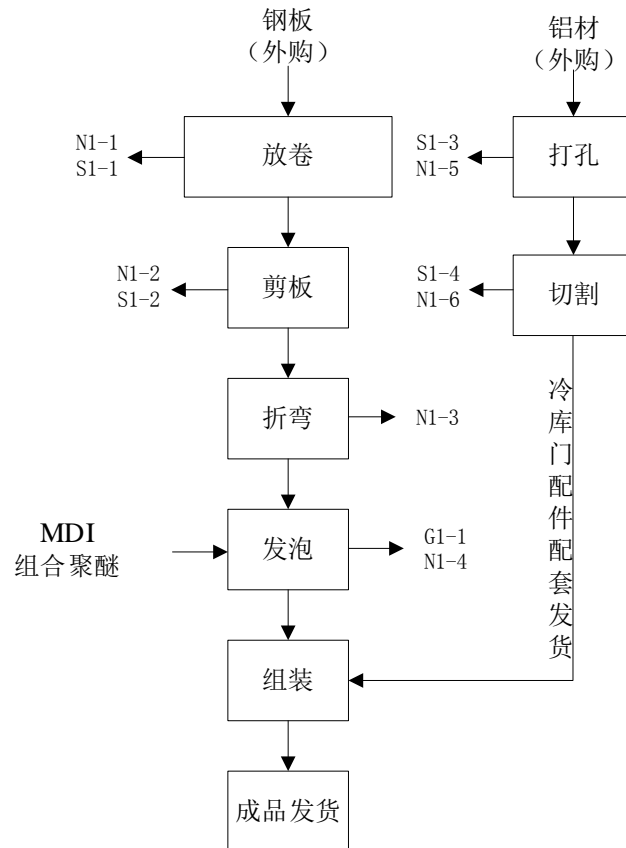 钢板
（外购）
铝材
（外购）
N1-1
S1-1
放卷
S1-3
N1-5
打孔
N1-2
S1-2
剪板
S1-4
N1-6
切割
折弯
N1-3
冷库门配件配套发货
MDI
组合聚醚
发泡
G1-1
N1-4
组装
成品发货